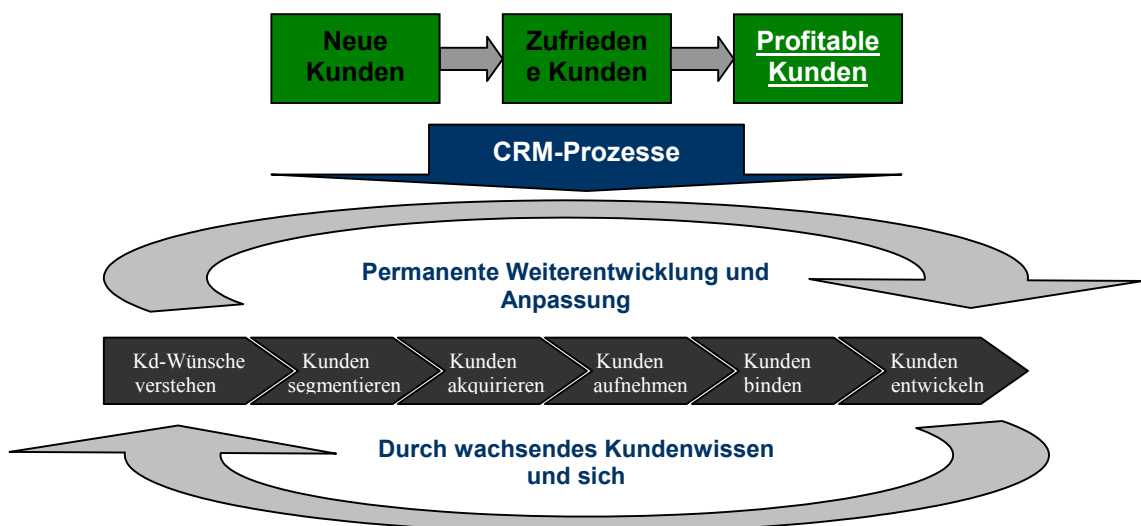 Neue
Kunden
Zufrieden
e Kunden
Profitable
Kunden
CRM-Prozesse
Permanente Weiterentwicklung und
Anpassung
Kd-Wünsche
verstehen
Kunden
segmentieren
Kunden
akquirieren
Kunden
aufnehmen
Kunden
binden
Kunden
entwickeln
Durch wachsendes Kundenwissen
und sich